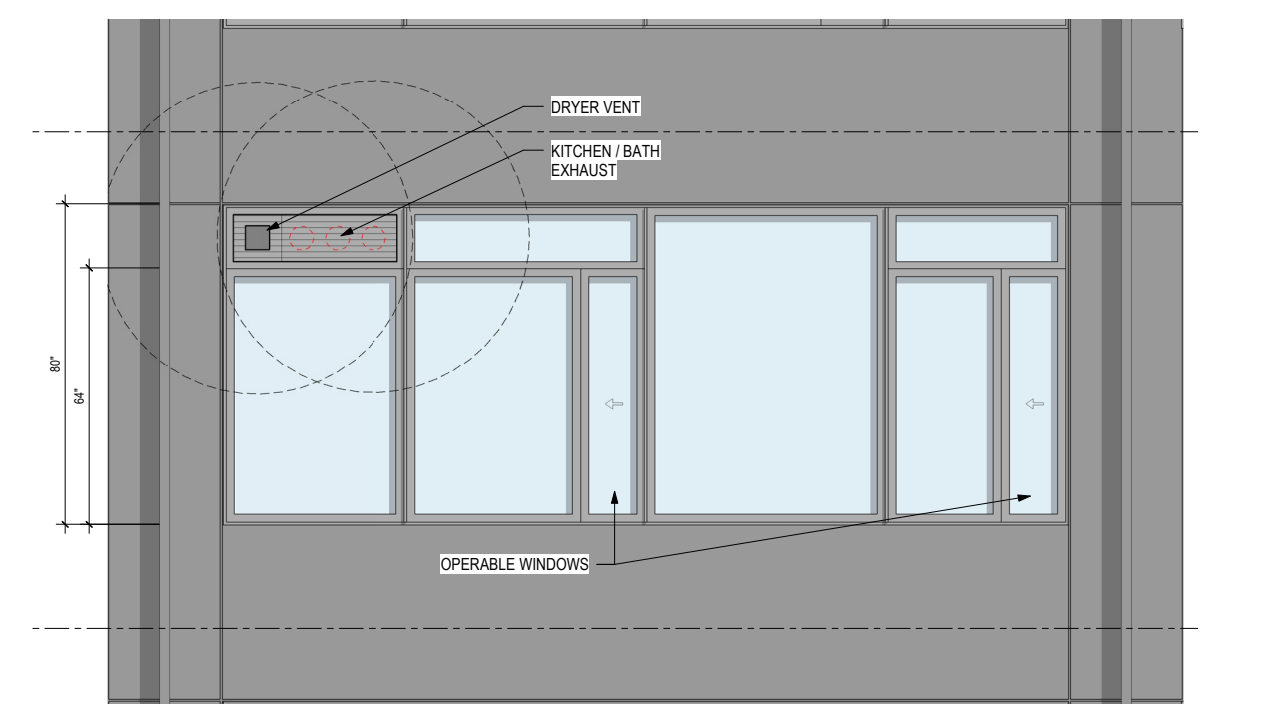 DRYER VENT
KITCHEN / BATH
EXHAUST
80"
64"
OPERABLE WINDOWS